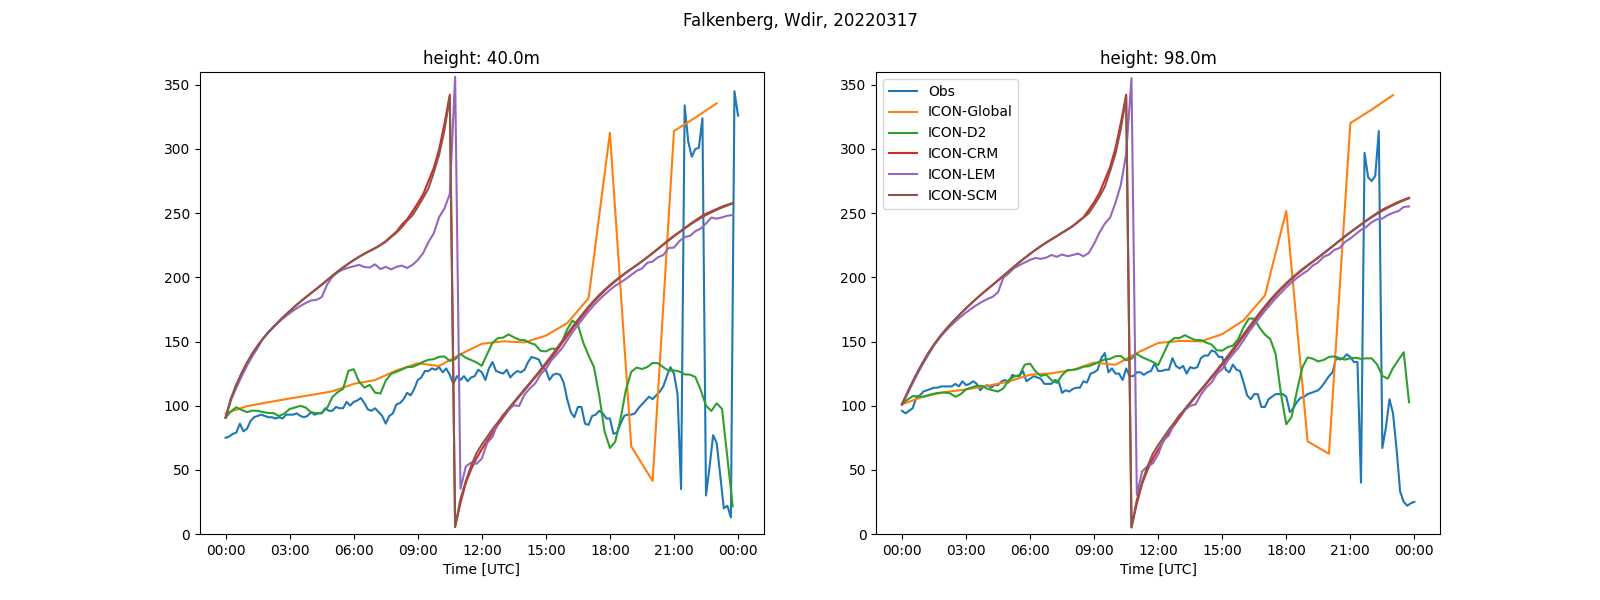 Falkenberg, Wdir, 20220317
height: 40.0m
350
300
250
200
150
100
50
0
00:00 03:00 06:00 09:00 12:00 15:00 18:00 21:00 00:00
Time [UTC]
height: 98.0m
Obs
ICON-Global
ICON-D2
ICON-CRM
ICON-LEM
ICON-SCM
350
300
250
200
150
100
50
0
00:00 03:00 06:00 09:00 12:00 15:00 18:00 21:00 00:00
Time [UTC]